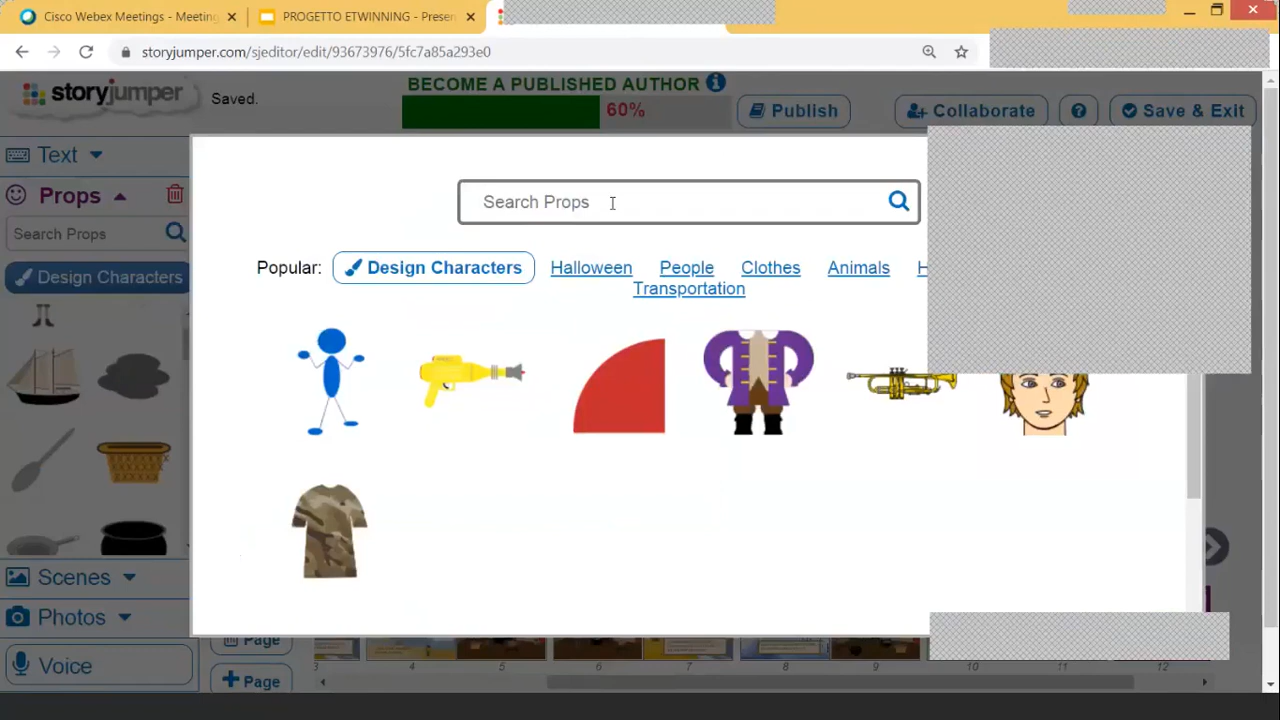 Cisco Webex Meetings - Meeting
PROGETTO ETWINNING - Presen
storyjumper.com/sjeditor/edit/93673976/5fc7a85a293e0
storyjumper
Saved.
BECOME A PUBLISHED AUTHOR
60%
Publish
Collaborate
?
Save & Exit
Text
Props
Search Props
Design Characters
Search Props
Popular:
Design Characters
Halloween
People
Clothes
Animals
H
Transportation
Scenes
Photos
Voice
Page
Page
3 4 5 6 7 8 9 10 11 12